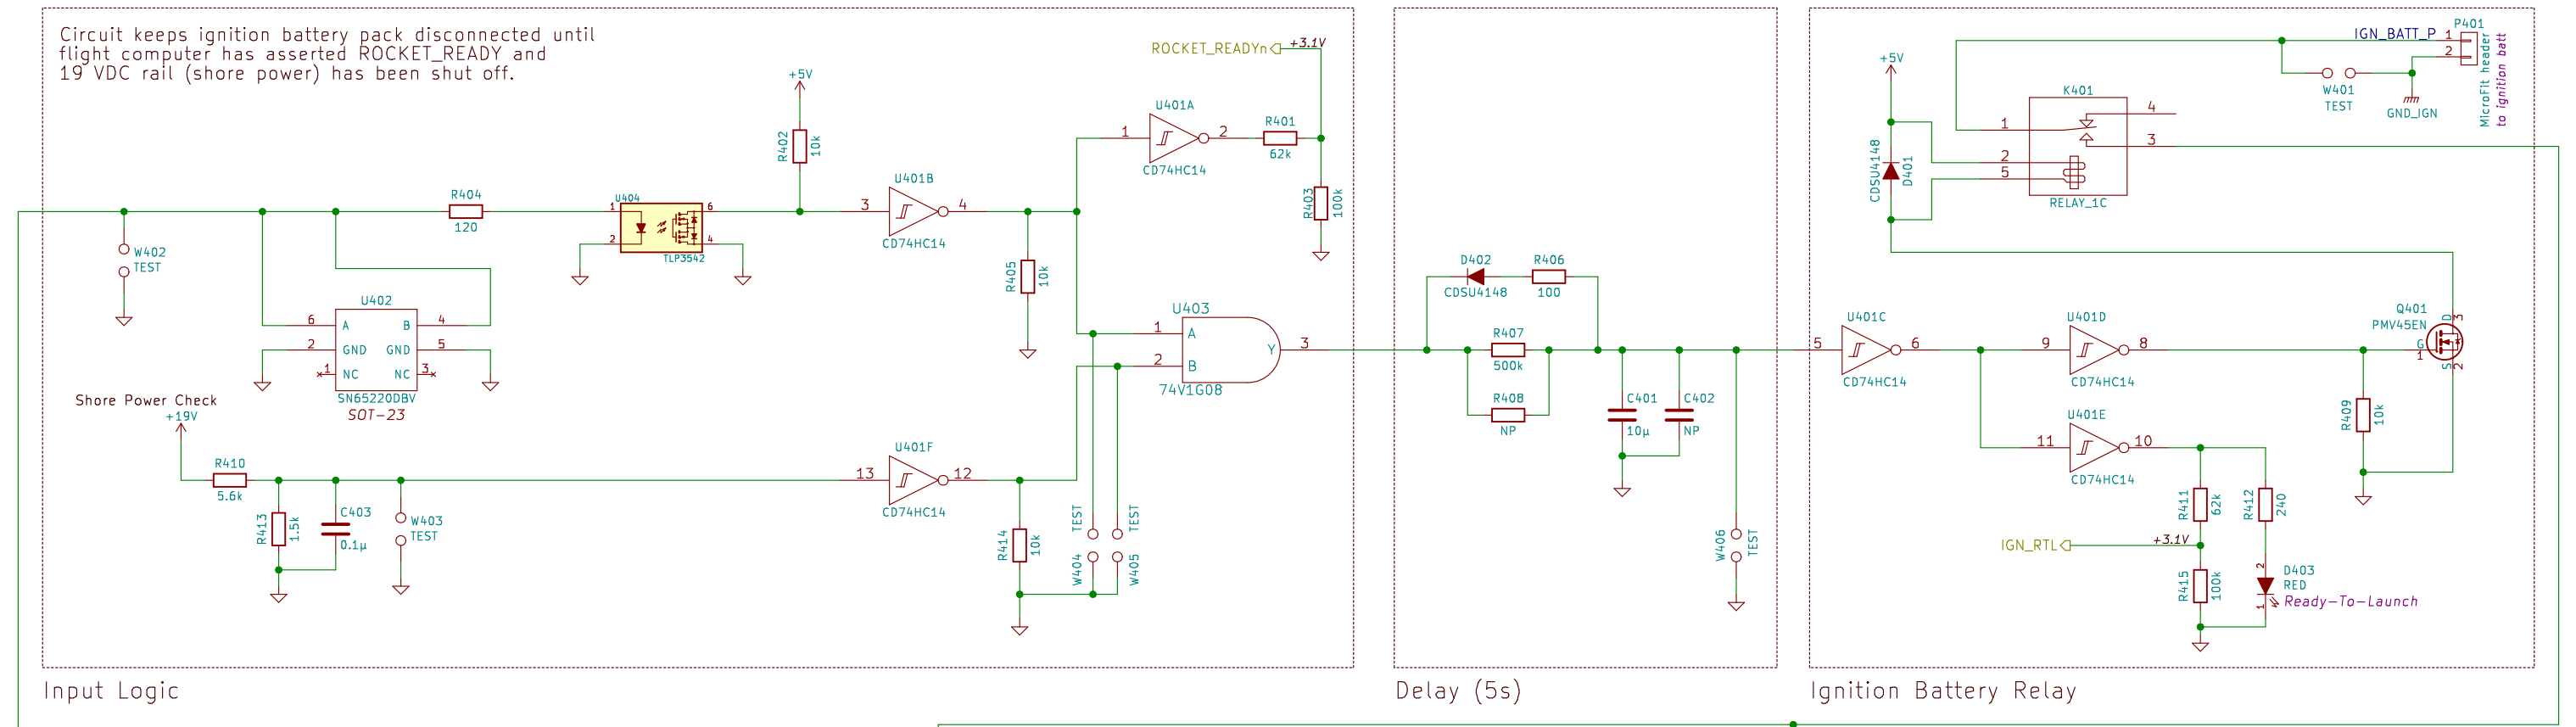 Circuit keeps ignition battery pack disconnected until
flight computer has asserted ROCKET_READY and
19 VDC rail (shore power) has been shut off.
ROCKET_READYn
+3.1V
+5V
R402
10k
U401A
1
2
CD74HC14
R401
62k
R403
100k
R404
120
U404
1
2
6
4
TLP3542
U401B
3
4
CD74HC14
R405
10k
W402
TEST
U402
6
A
B
4
2
GND
GND
5
1
NC
NC
3
SN65220DBV
SOT-23
U403
1
A
2
B
Y
3
74V1G08
Shore Power Check
+19V
R410
5.6k
R413
1.5k
C403
0.1µ
W403
TEST
U401F
13
12
CD74HC14
R414
10k
TEST
W404
TEST
W405
Input Logic
D402
CDSU4148
R406
100
R407
500k
R408
NP
C401
10µ
C402
NP
W406
TEST
Delay (5s)
+5V
CDSU4148
D401
K401
1
2
5
4
3
RELAY_1C
IGN_BATT_P
P401
1
2
MicroFit header
to ignition batt
W401
TEST
GND_IGN
U401C
5
6
CD74HC14
U401D
9
8
CD74HC14
Q401
PMV45EN
D
3
G
1
S
2
R409
10k
U401E
11
10
CD74HC14
R411
62k
R412
240
IGN_RTL
+3.1V
R415
100k
2
1
D403
RED
Ready-To-Launch
Ignition Battery Relay